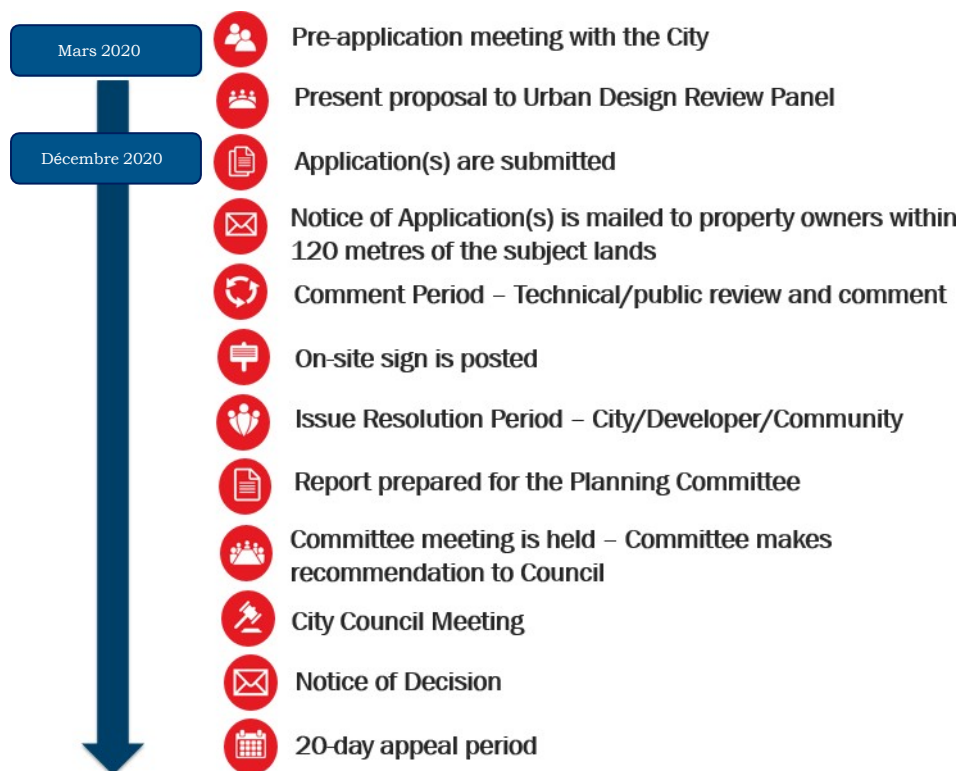 Mars 2020
Pre-application meeting with the City
Present proposal to Urban Design Review Panel
Décembre 2020
Application(s) are submitted
Notice of Application(s) is mailed to property owners within
120 metres of the subject lands
Comment Period – Technical/public review and comment
On-site sign is posted
Issue Resolution Period – City/Developer/Community
Report prepared for the Planning Committee
Committee meeting is held – Committee makes
recommendation to Council
City Council Meeting
Notice of Decision
20-day appeal period